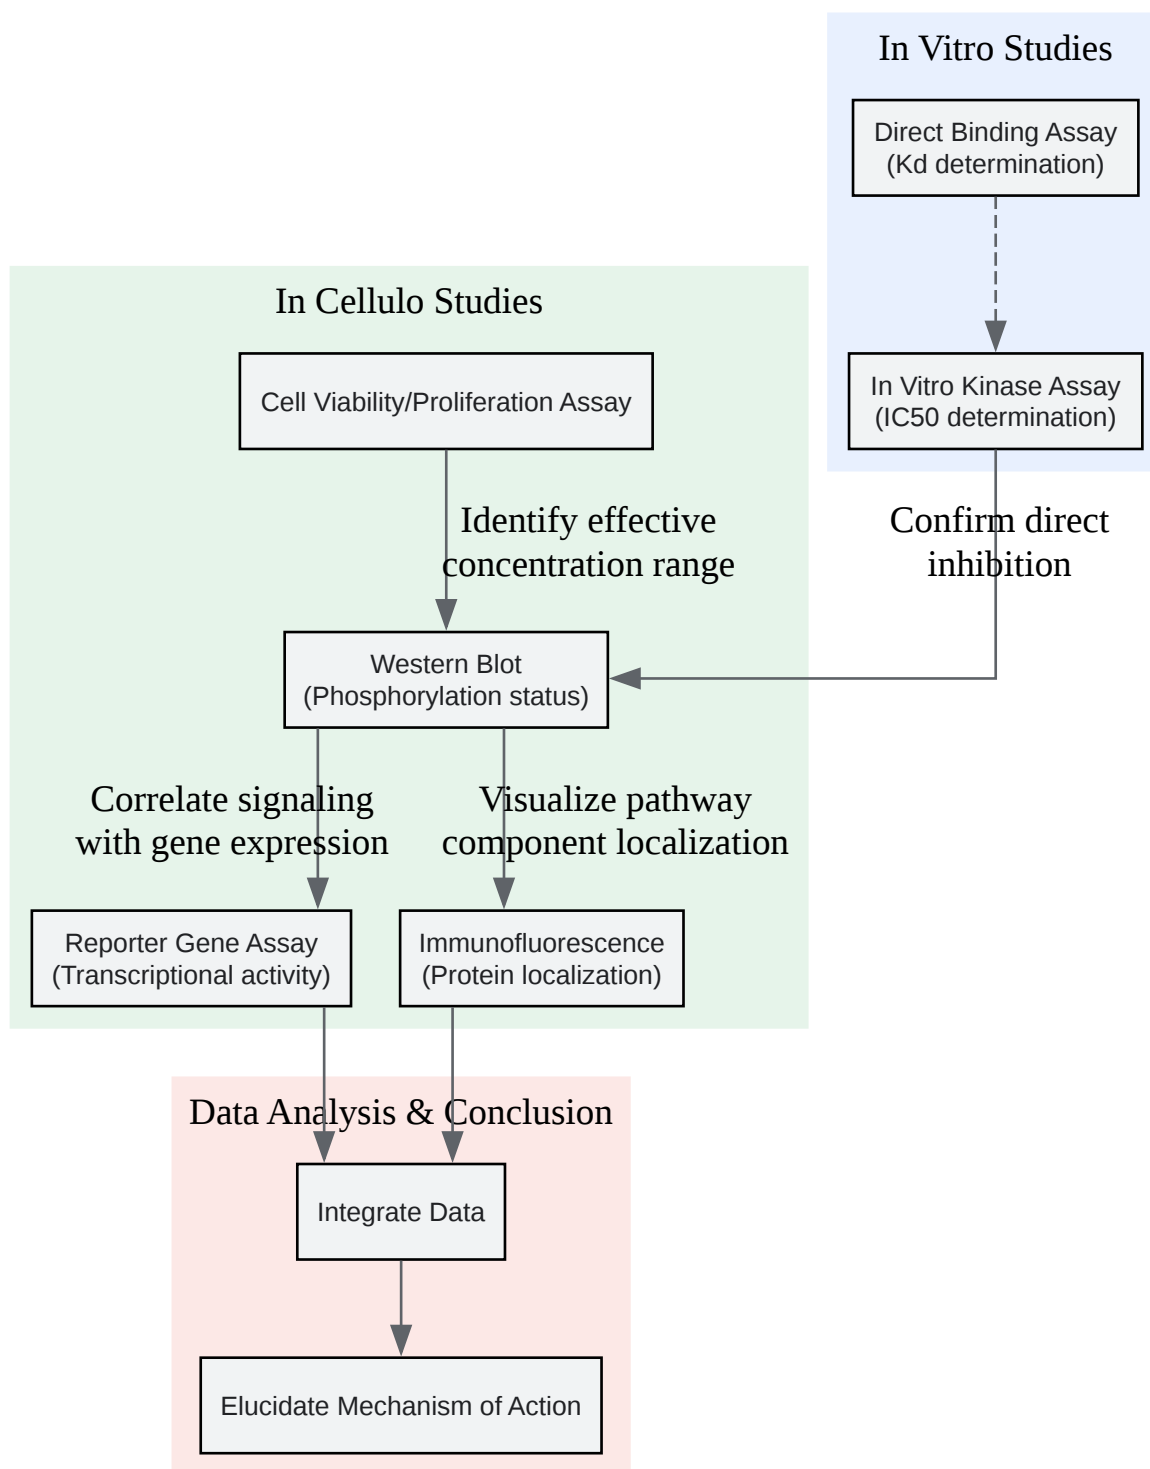 In Vitro Studies
Direct Binding Assay
(Kd determination)
In Cellulo Studies
Cell Viability/Proliferation Assay
In Vitro Kinase Assay
(IC50 determination)
Identify effective
concentration range
Confirm direct
inhibition
Western Blot
(Phosphorylation status)
Correlate signaling
with gene expression
Visualize pathway
component localization
Reporter Gene Assay
(Transcriptional activity)
Immunofluorescence
(Protein localization)
Data Analysis & Conclusion
Integrate Data
Elucidate Mechanism of Action